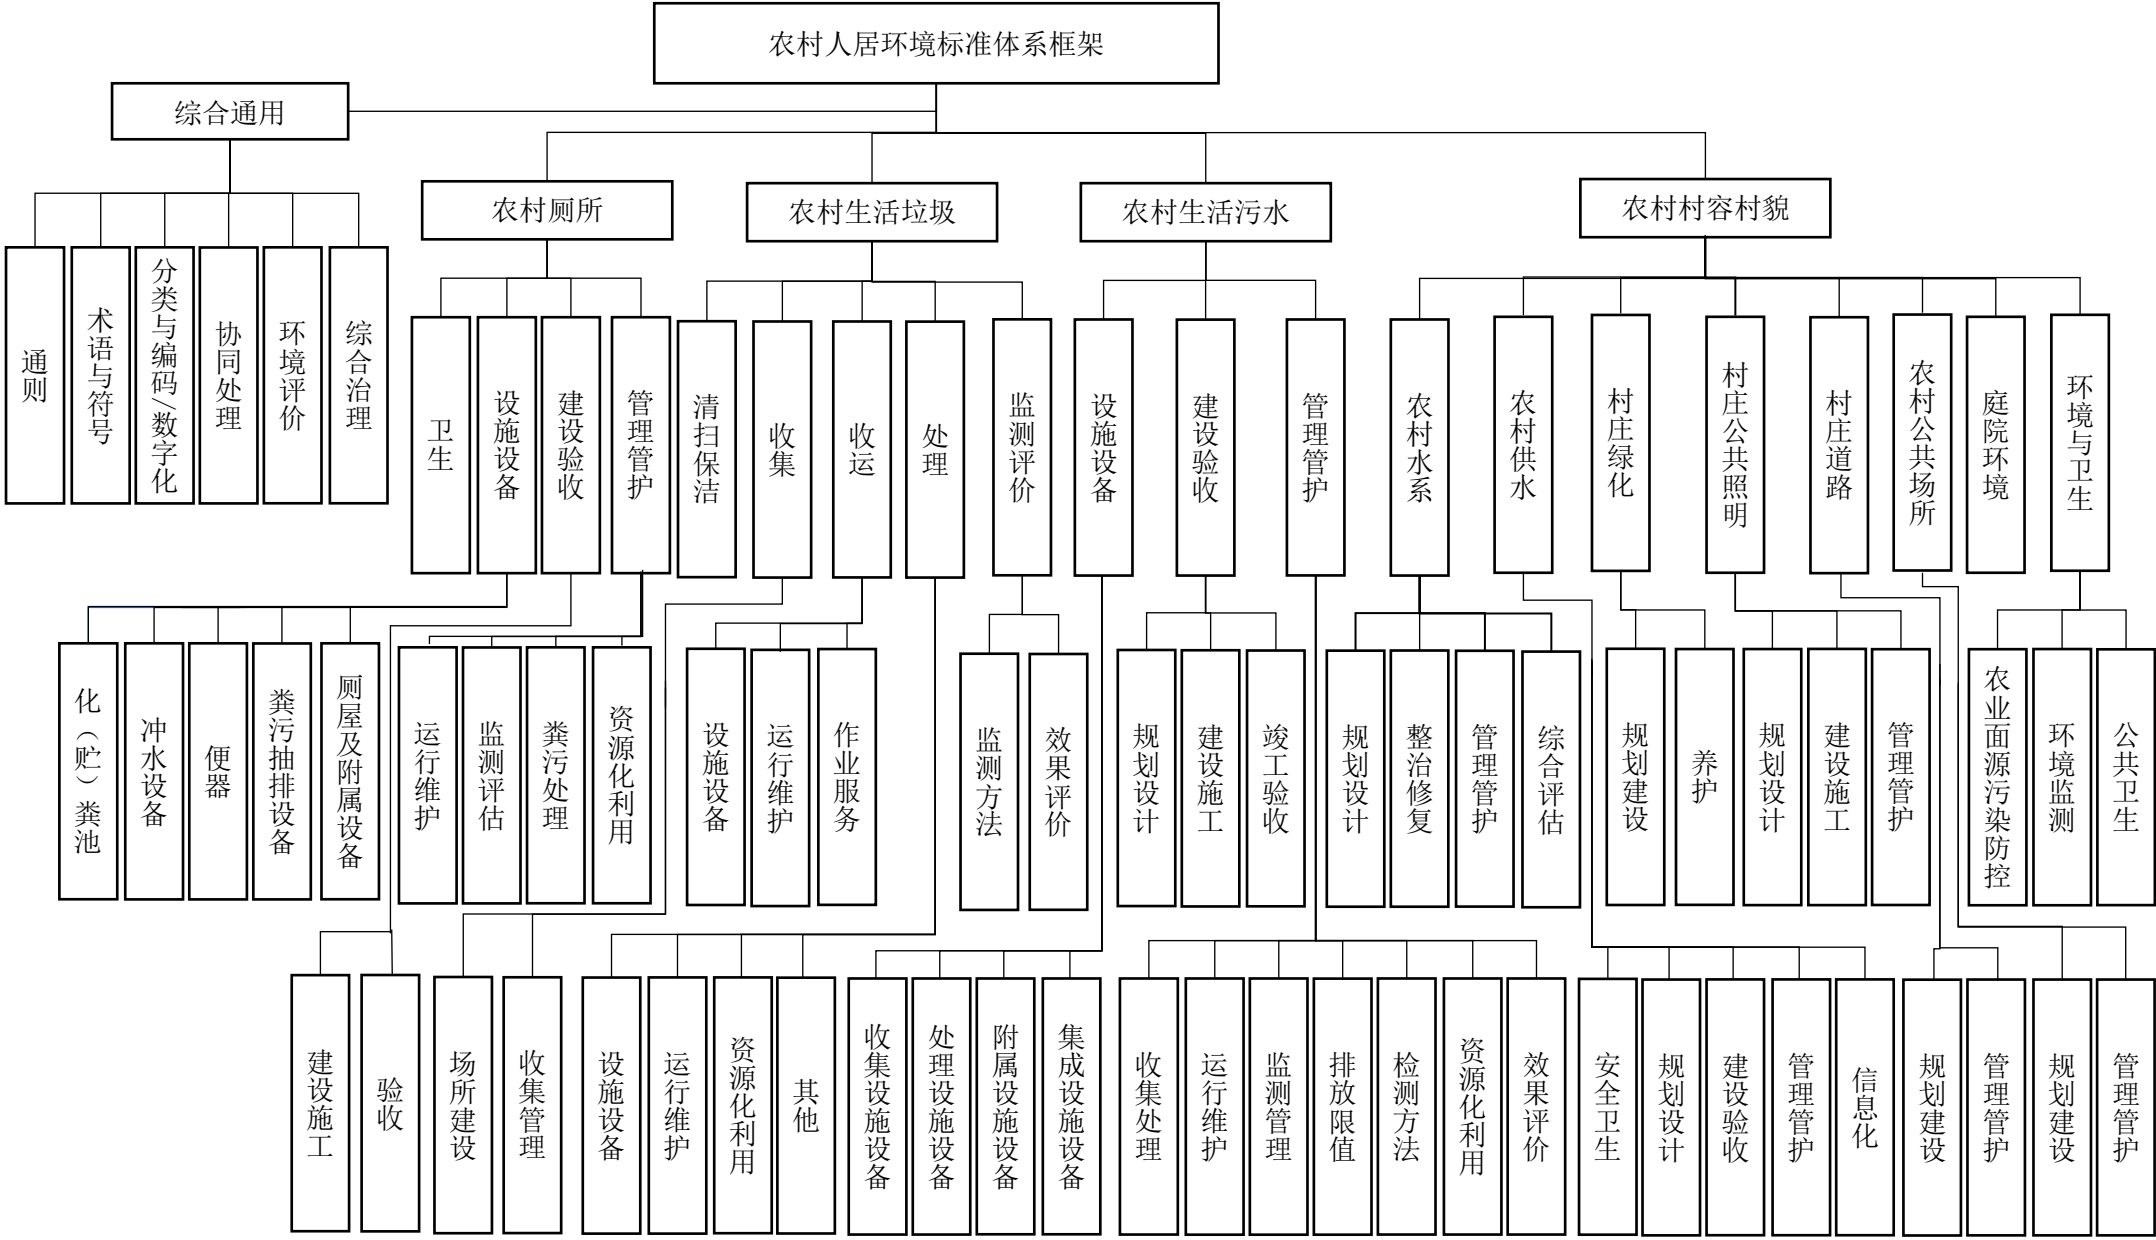 农村人居环境标准体系框架
综合通用
农村厕所
农村生活垃圾
农村生活污水
农村村容村貌
通则
术语与符号
分类与编码/数字化
协同处理
环境评价
综合治理
卫生
设施设备
建设验收
管理管护
清扫保洁
收集
收运
处理
监测评价
设施设备
建设验收
管理管护
农村水系
农村供水
村庄绿化
村庄公共照明
村庄道路
农村公共场所
庭院环境
环境与卫生
化（贮）粪池
冲水设备
便器
粪污抽排设备
厕屋及附属设备
运行维护
监测评估
粪污处理
资源化利用
设施设备
运行维护
作业服务
监测方法
效果评价
规划设计
建设施工
竣工验收
规划设计
整治修复
管理管护
综合评估
规划建设
养护
规划设计
建设施工
管理管护
农业面源污染防控
环境监测
公共卫生
建设施工
验收
场所建设
收集管理
设施设备
运行维护
资源化利用
其他
收集设施设备
处理设施设备
附属设施设备
集成设施设备
收集处理
运行维护
监测管理
排放限值
检测方法
资源化利用
效果评价
安全卫生
规划设计
建设验收
管理管护
信息化
规划建设
管理管护
规划建设
管理管护